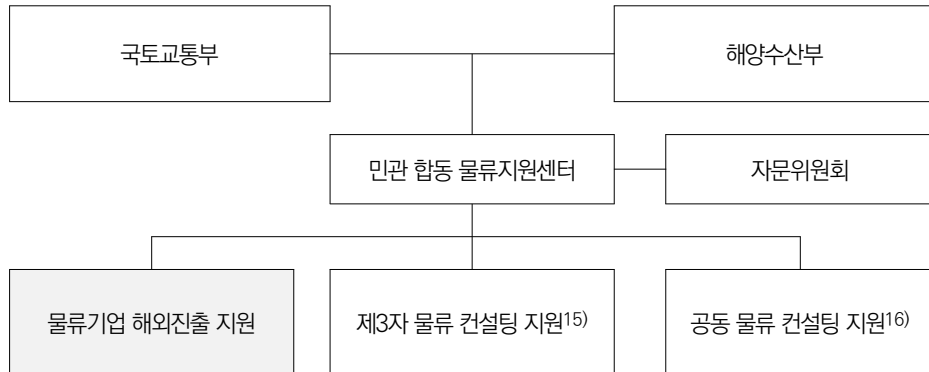 국토교통부
해양수산부
민관 합동 물류지원센터
자문위원회
물류기업 해외진출 지원
제3자 물류 컨설팅 지원15)
공동 물류 컨설팅 지원16)